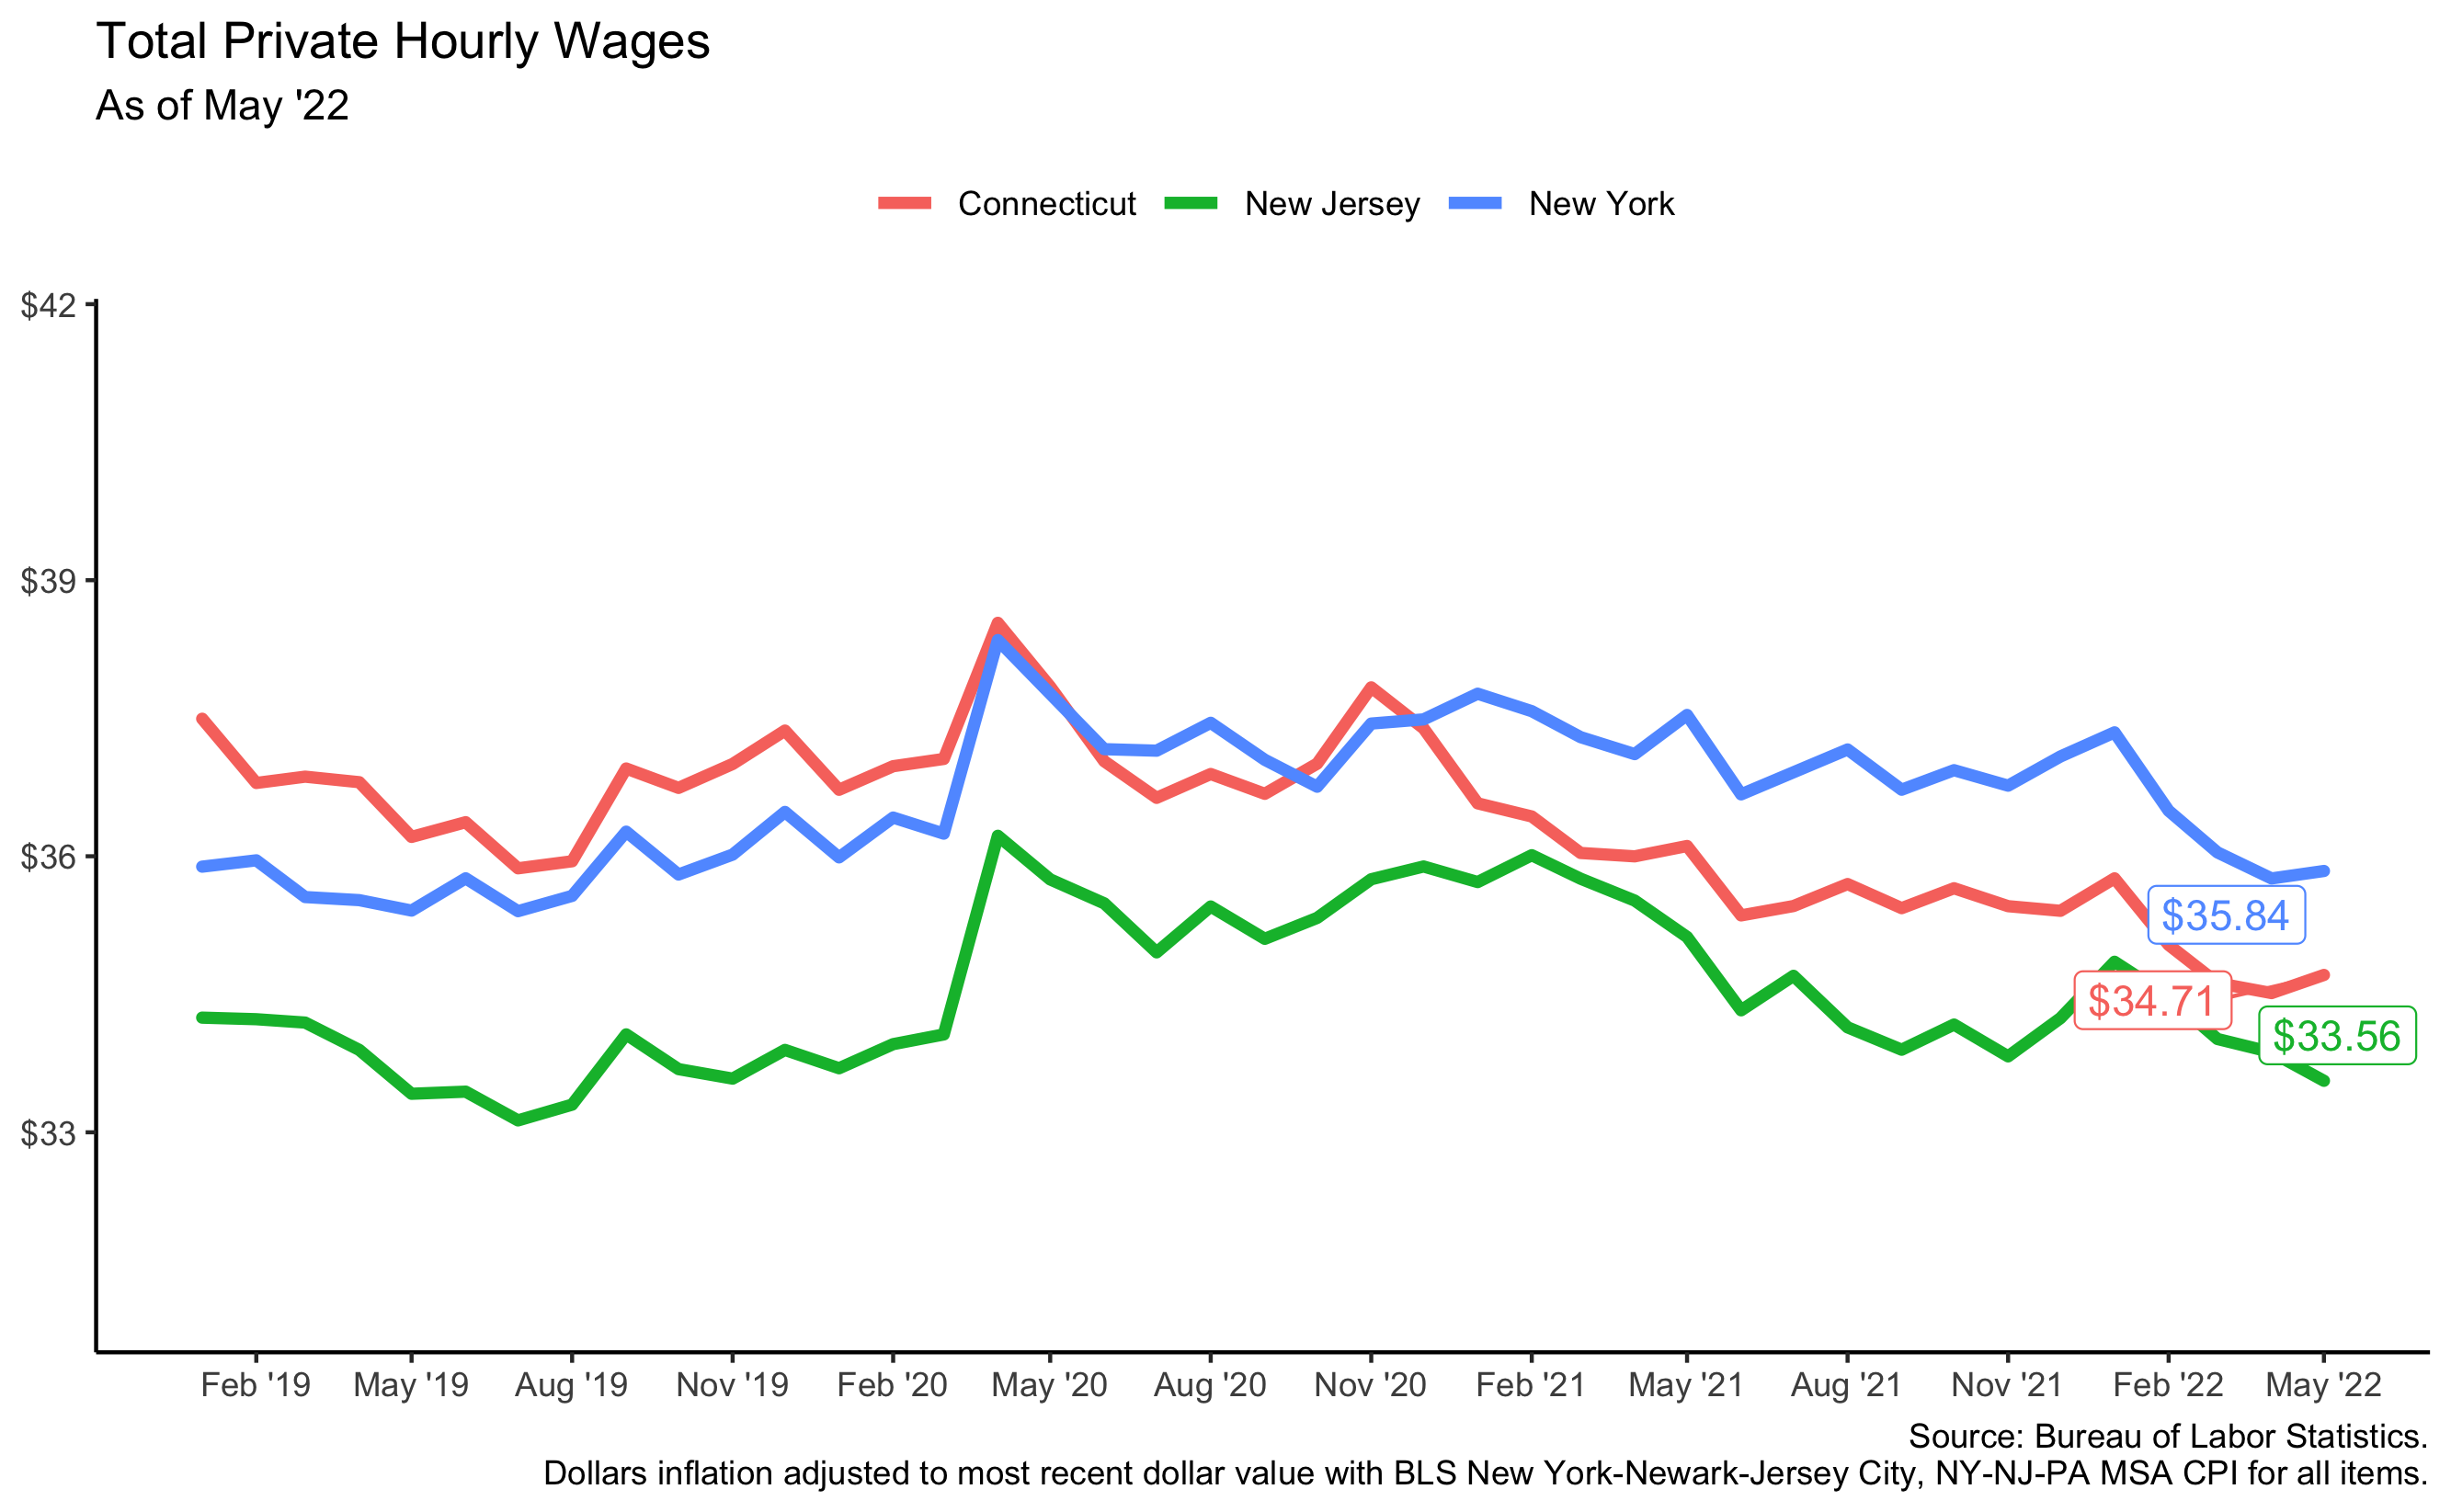 Total Private Hourly Wages
As of May '22
Connecticut New Jersey New York
$42
$39
$36
$33
$35.84
$34.71
$33.56
Feb '19 May '19 Aug '19 Nov '19 Feb '20 May '20 Aug '20 Nov '20 Feb '21 May '21 Aug '21 Nov '21 Feb '22 May '22
Source: Bureau of Labor Statistics.
Dollars inflation adjusted to most recent dollar value with BLS New York-Newark-Jersey City, NY-NJ-PA MSA CPI for all items.